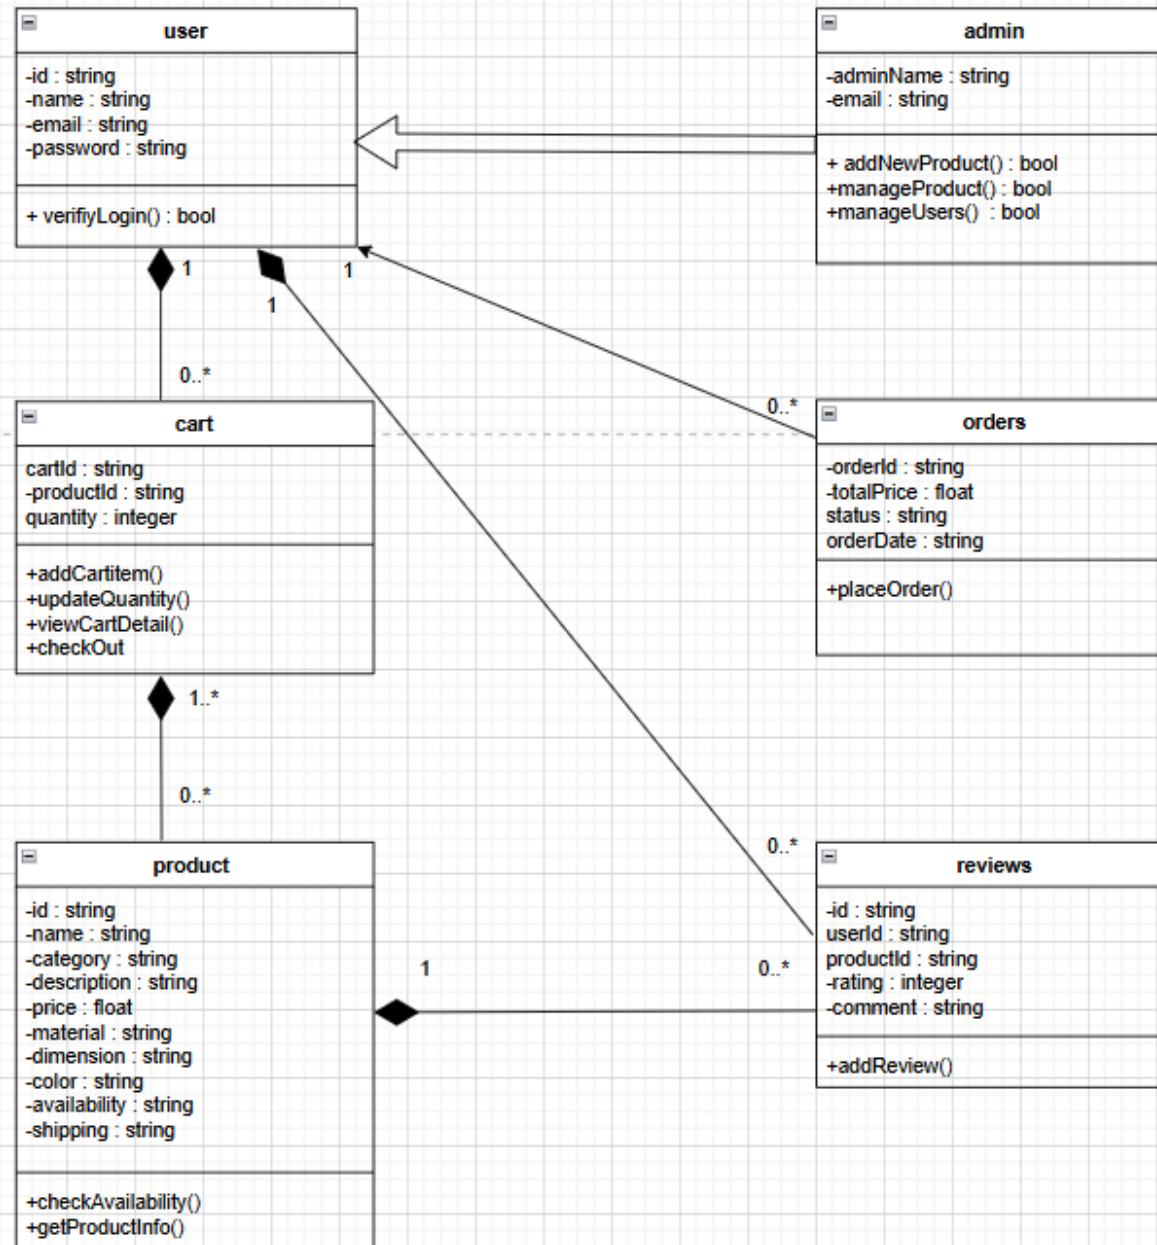 user
-id : string
-name : string
-email : string
-password : string
+ verifiyLogin() : bool
admin
-adminName : string
-email : string
+ addNewProduct() : bool
+manageProduct() : bool
+manageUsers() : bool
1
1
1
0..*
0..*
cart
cartId : string
-productId : string
quantity : integer
+addCartitem()
+updateQuantity()
+viewCartDetail()
+checkOut
orders
-orderId : string
-totalPrice : float
status : string
orderDate : string
+placeOrder()
1..*
0..*
0..*
product
-id : string
-name : string
-category : string
-description : string
-price : float
-material : string
-dimension : string
-color : string
-availability : string
-shipping : string
+checkAvailability()
+getProductInfo()
1
0..*
reviews
-id : string
userId : string
productId : string
-rating : integer
-comment : string
+addReview()